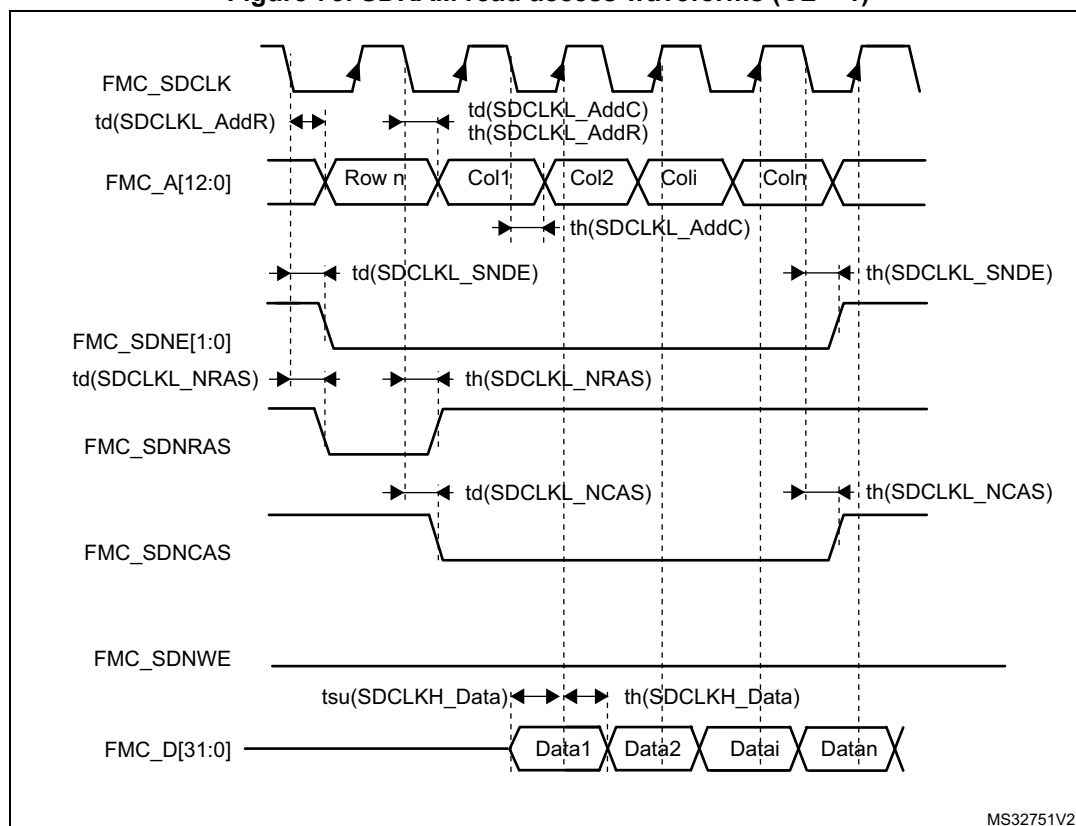 FMC_SDCLK
td(SDCLKL_AddR)
td(SDCLKL_AddC)
th(SDCLKL_AddR)
FMC_A[12:0]
Row n
Col1
Col2
Coli
Coln
th(SDCLKL_AddC)
td(SDCLKL_SNDE)
th(SDCLKL_SNDE)
FMC_SDNE[1:0]
td(SDCLKL_NRAS)
th(SDCLKL_NRAS)
FMC_SDNRAS
td(SDCLKL_NCAS)
th(SDCLKL_NCAS)
FMC_SDNCAS
FMC_SDNWE
tsu(SDCLKH_Data)
th(SDCLKH_Data)
FMC_D[31:0]
Data1
Data2
Datai
Datan
MS32751V2